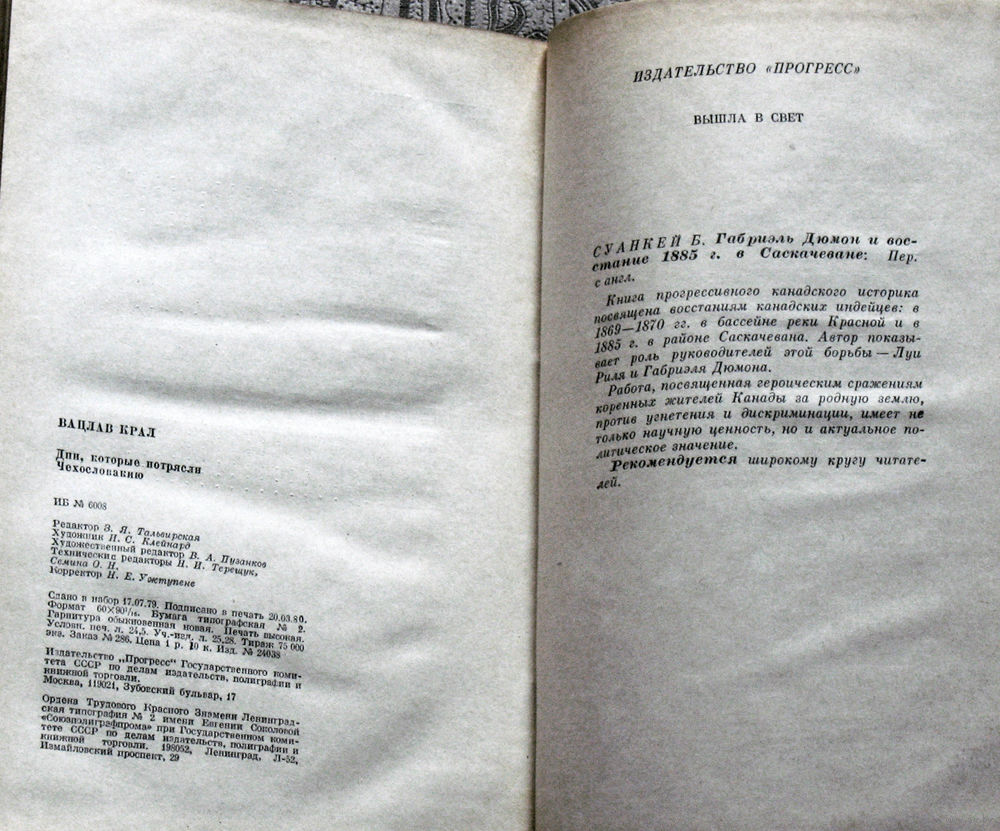 ВАЦЛАВ КРАЛ
Дни, которые потрясли
Чехословакию
ИБ № 6008
Редактор З. Я. Тальвирская
Художник И. С. Клейнард
Художественный редактор В. А. Пузанков
Технические редакторы Н. И. Терещук,
Семина О. Н.
Корректор Н. Е. Ужтупене
Сдано в набор 17.07.79. Подписано в печать 20.03.80.
Формат 60×90¹/₁₆. Бумага типографская № 2.
Гарнитура обыкновенная новая. Печать высокая.
Условн. печ. л. 24,5. Уч.-изд. л. 25,28. Тираж 75 000
экз. Заказ № 286. Цена 1 р. 10 к. Изд. № 24038
Издательство „Прогресс“ Государственного коми-
тета СССР по делам издательств, полиграфии и
книжной торговли.
Москва, 119021, Зубовский бульвар, 17
Ордена Трудового Красного Знамени Ленинград-
ская типография № 2 имени Евгении Соколовой
«Союзполиграфпрома» при Государственном коми-
тете СССР по делам издательств, полиграфии и
книжной торговли. 198052, Ленинград, Л-52,
Измайловский проспект, 29
ИЗДАТЕЛЬСТВО «ПРОГРЕСС»
ВЫШЛА В СВЕТ
СУАНКЕЙ Б. Габриэль Дюмон и вос-
стание 1885 г. в Саскачеване: Пер.
с англ.
Книга прогрессивного канадского историка
посвящена восстаниям канадских индейцев: в
1869—1870 гг. в бассейне реки Красной и в
1885 г. в районе Саскачевана. Автор показы-
вает роль руководителей этой борьбы — Луи
Риля и Габриэля Дюмона.
Работа, посвященная героическим сражениям
коренных жителей Канады за родную землю,
против угнетения и дискриминации, имеет не
только научную ценность, но и актуальное по-
литическое значение.
Рекомендуется широкому кругу читате-
лей.